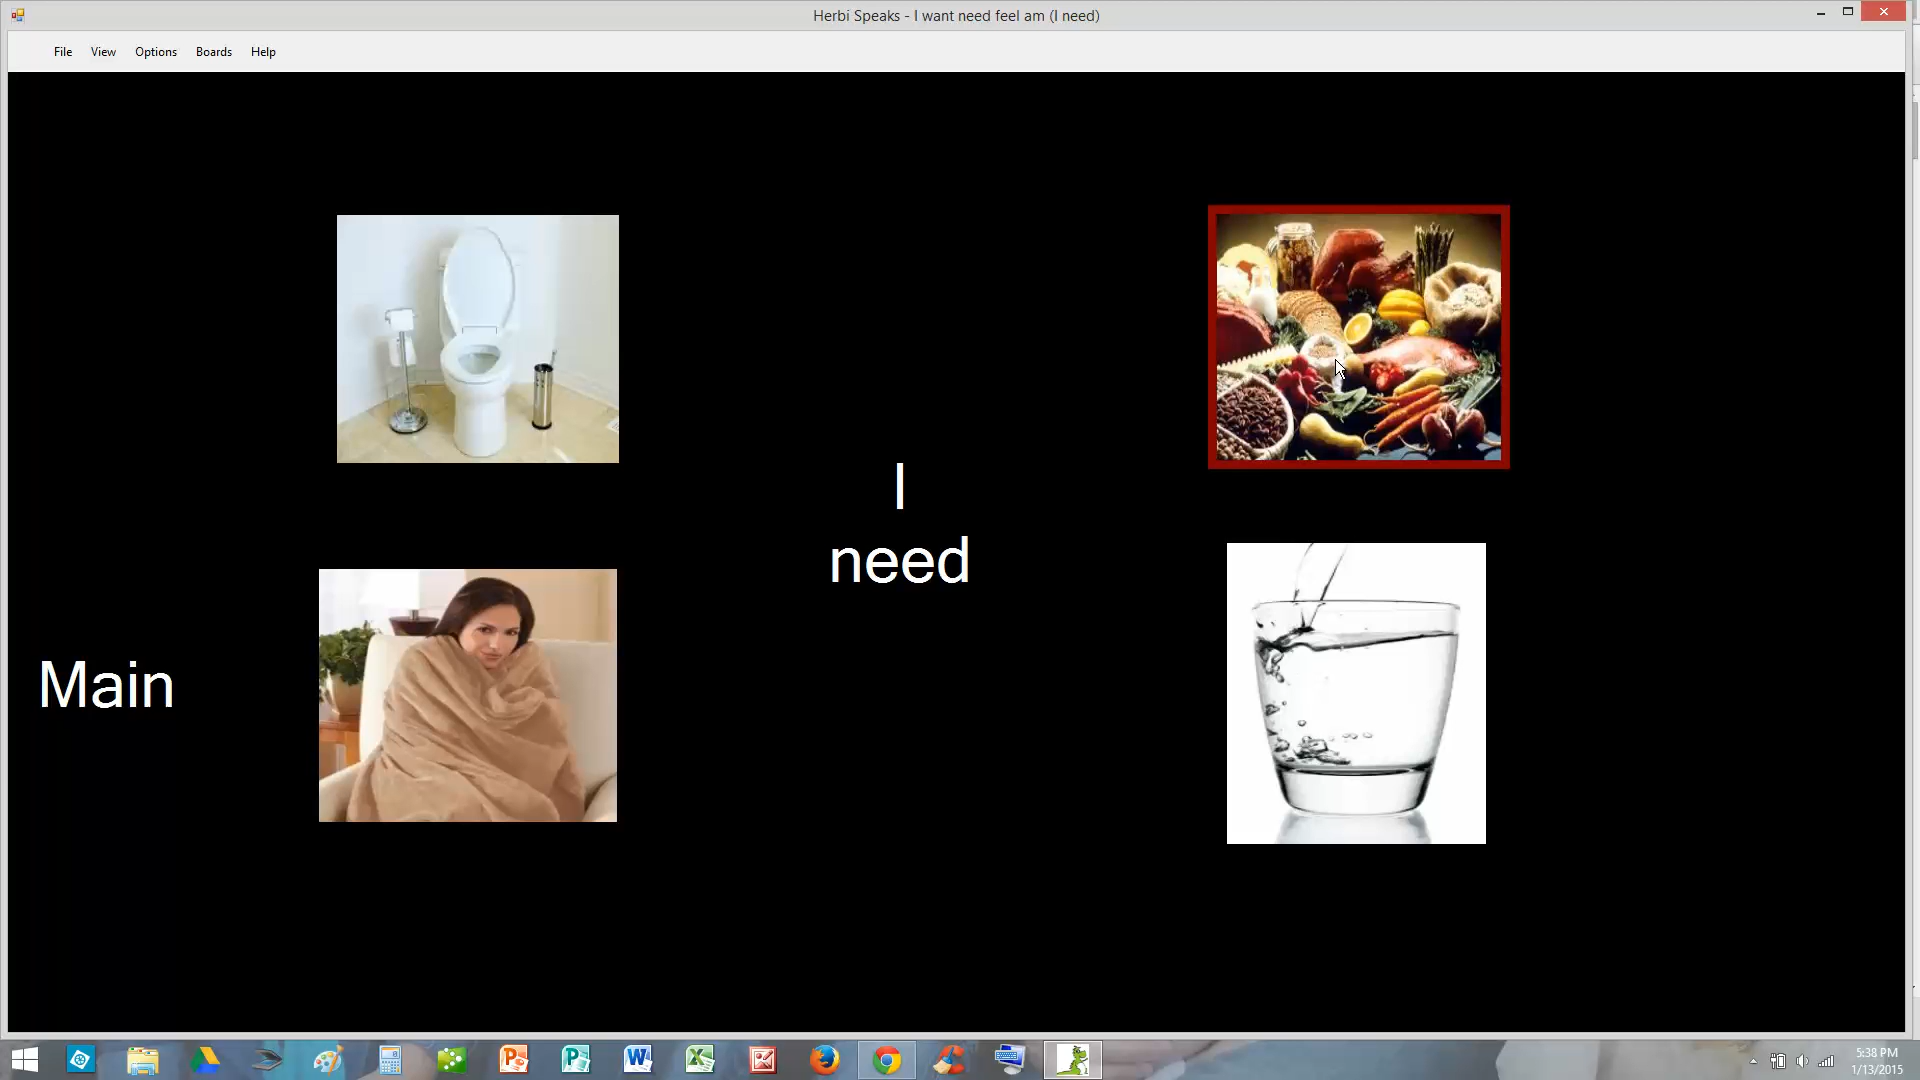 Herbi Speaks - I want need feel am (I need)
File View Options Boards Help
I
need
Main
5:38 PM
1/13/2015